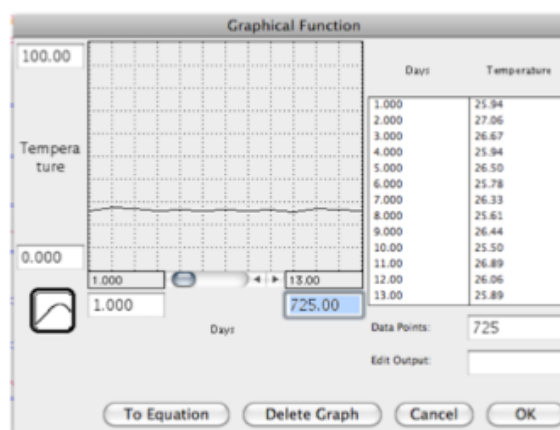 Graphical Function
100.00
Tempera
ture
0.000
1.000
13.00
1.000
725.00
Days
Days Temperature
1.000 25.94
2.000 27.06
3.000 26.67
4.000 25.94
5.000 26.50
6.000 25.78
7.000 26.33
8.000 25.61
9.000 26.44
10.00 25.50
11.00 26.89
12.00 26.06
13.00 25.89
Data Points: 725
Edit Output:
To Equation Delete Graph Cancel OK